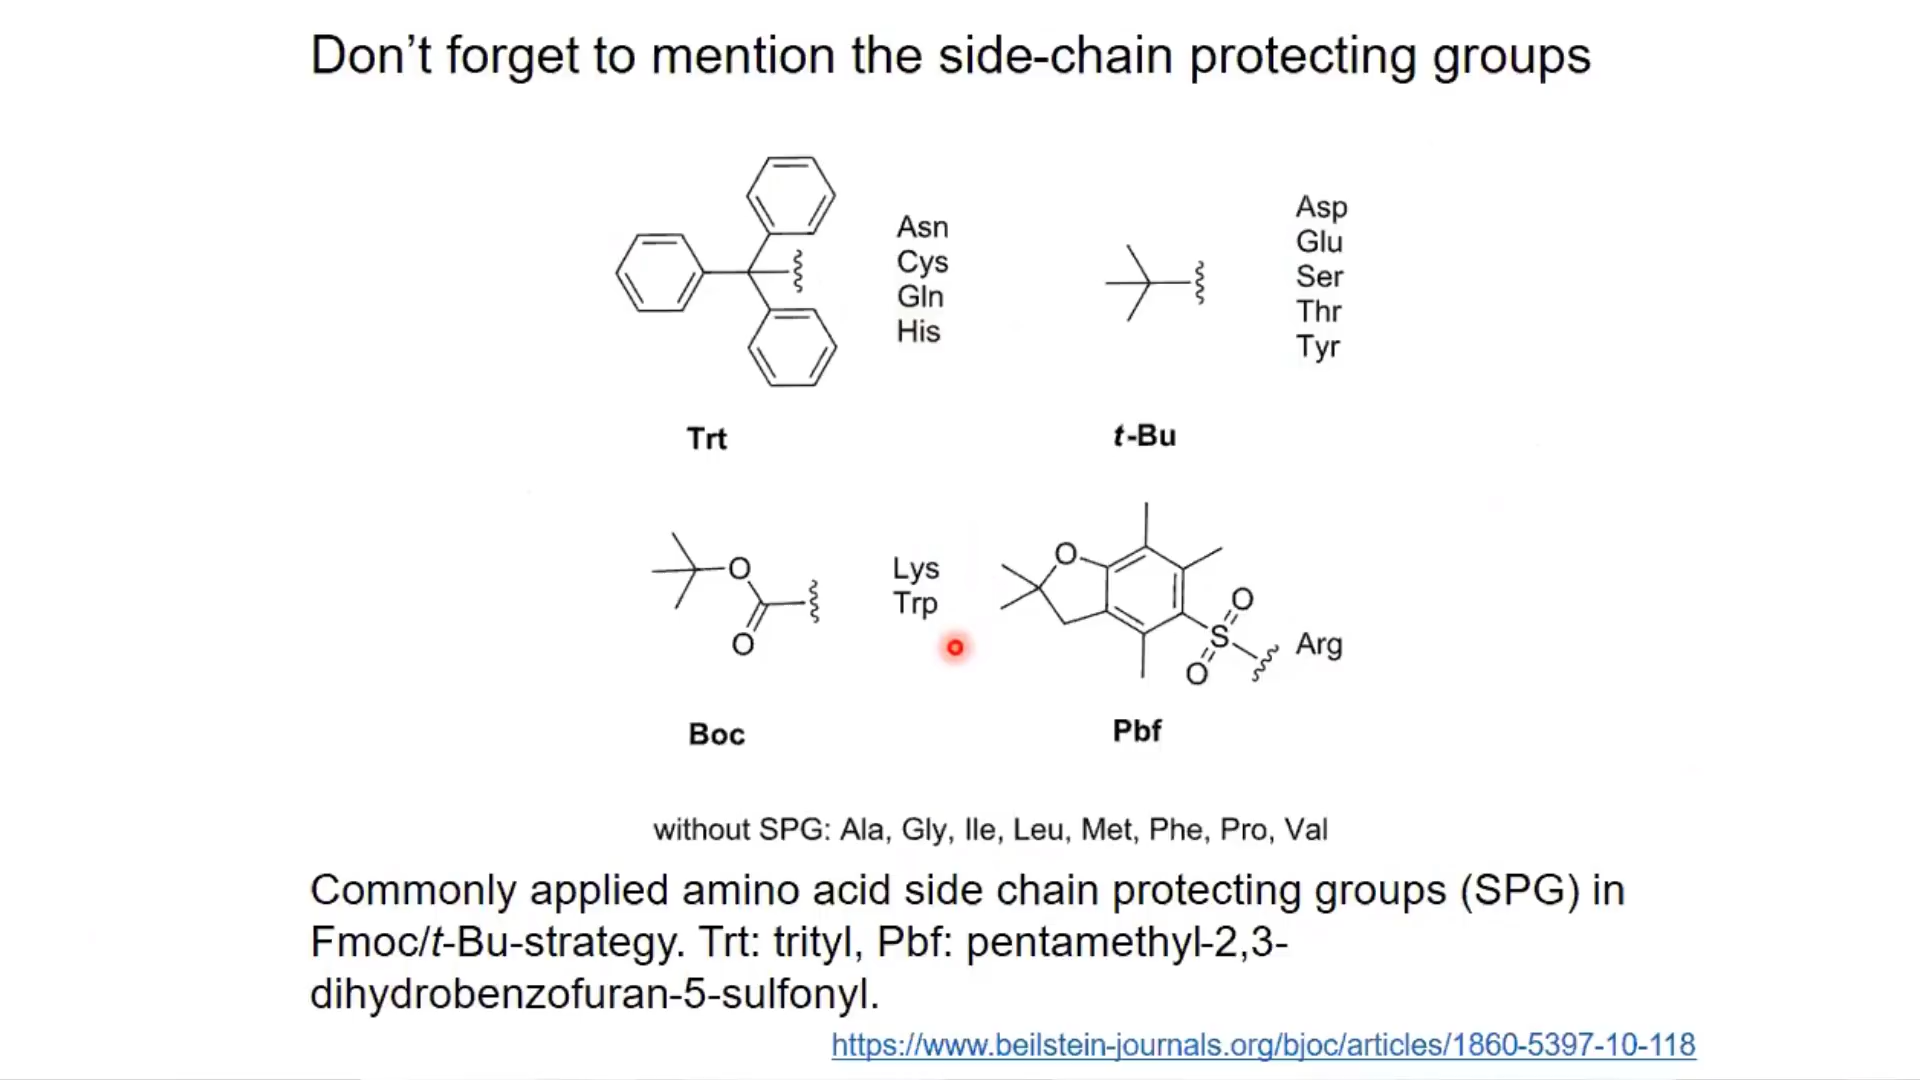 Don’t forget to mention the side-chain protecting groups
Asn
Cys
Gln
His
Trt
Asp
Glu
Ser
Thr
Tyr
t-Bu
O
O
Lys
Trp
Boc
O
O
S
O
Arg
Pbf
without SPG: Ala, Gly, Ile, Leu, Met, Phe, Pro, Val
Commonly applied amino acid side chain protecting groups (SPG) in
Fmoc/t-Bu-strategy. Trt: trityl, Pbf: pentamethyl-2,3-
dihydrobenzofuran-5-sulfonyl.
https://www.beilstein-journals.org/bjoc/articles/1860-5397-10-118